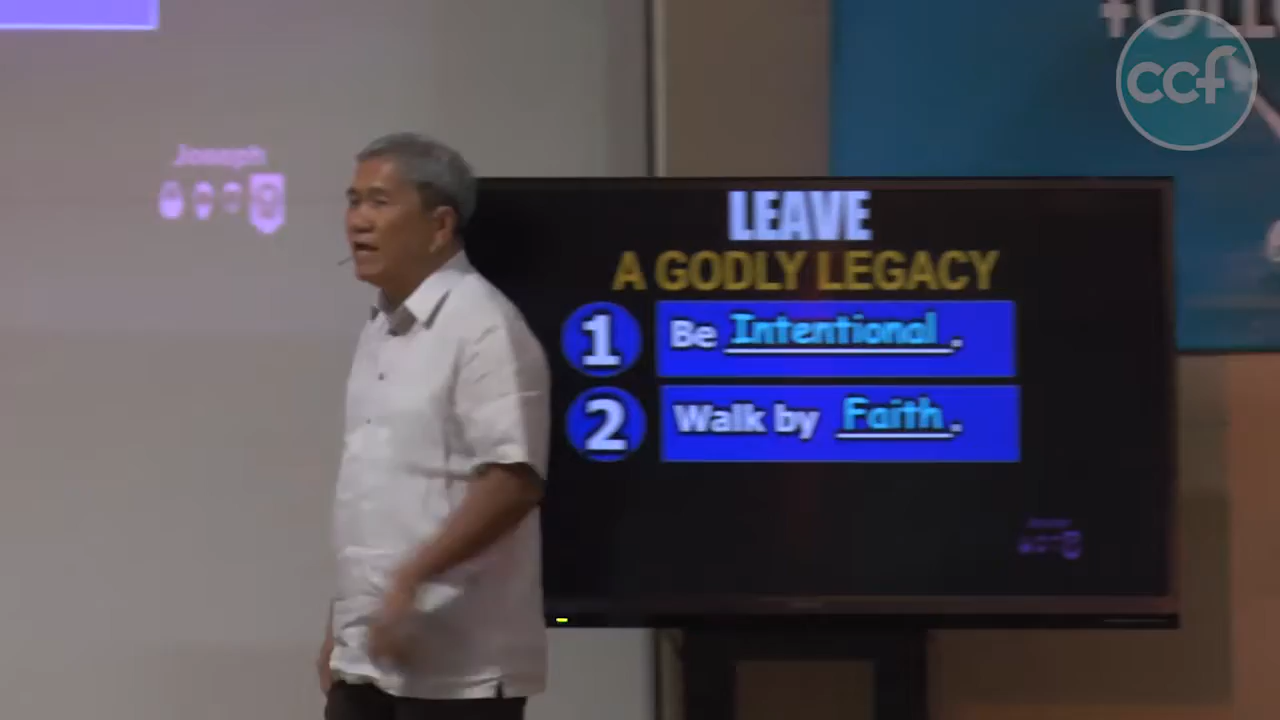 Joseph
ccf
LEAVE
A GODLY LEGACY
1 Be Intentional.
2 Walk by Faith.